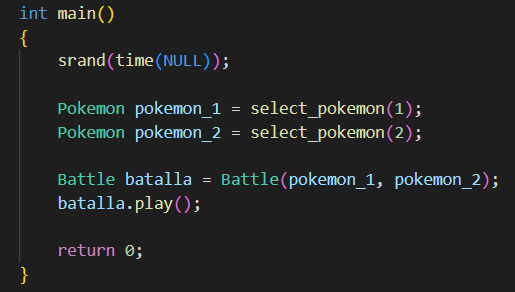 int main()
{
    srand(time(NULL));

    Pokemon pokemon_1 = select_pokemon(1);
    Pokemon pokemon_2 = select_pokemon(2);

    Battle batalla = Battle(pokemon_1, pokemon_2);
    batalla.play();

    return 0;
}